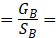 = G_B / S_B =